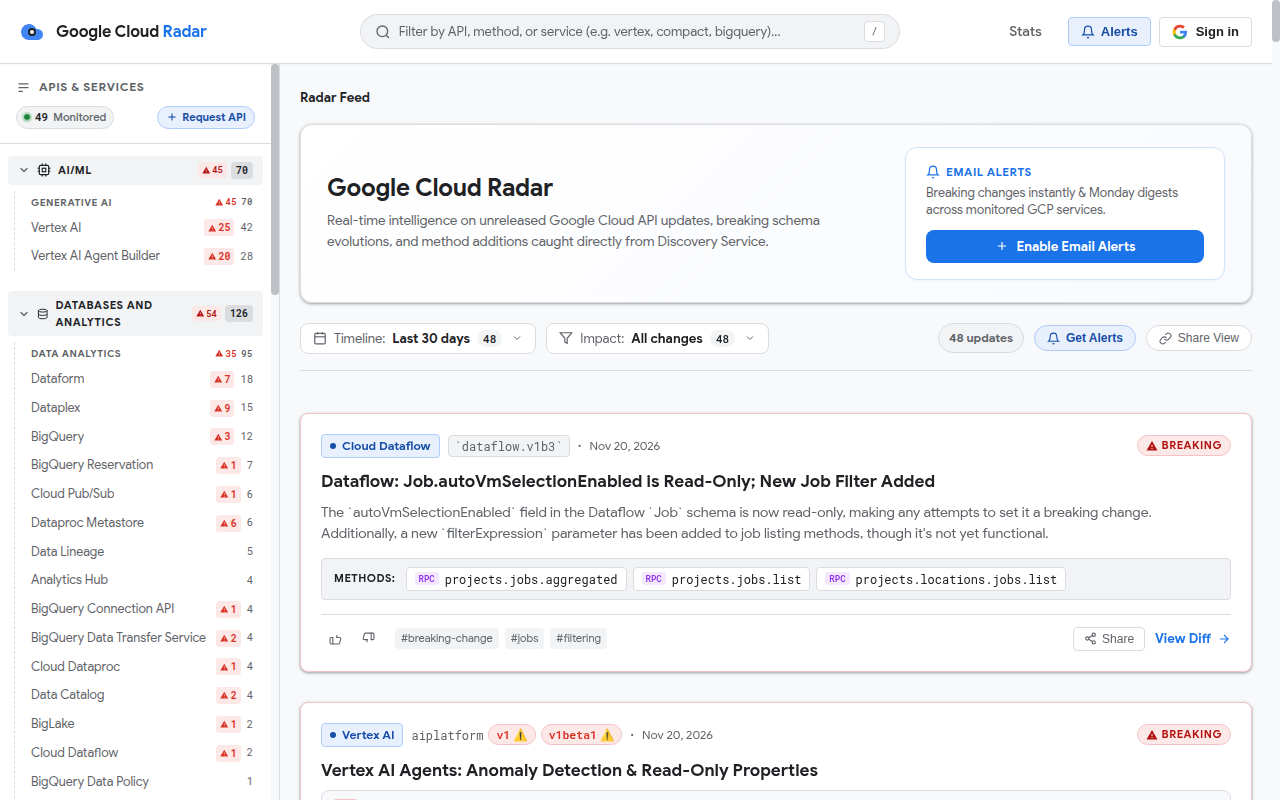 Google Cloud Radar
Filter by API, method, or service (e.g. vertex, compact, bigquery)...
/
Stats
Alerts
Sign in
APIS & SERVICES
49 Monitored
+ Request API
AI/ML
45
70
GENERATIVE AI
45 70
Vertex AI
25
42
Vertex AI Agent Builder
20
28
DATABASES AND
ANALYTICS
54
126
DATA ANALYTICS
35 95
Dataform
7
18
Dataplex
9
15
BigQuery
3
12
BigQuery Reservation
1
7
Cloud Pub/Sub
1
6
Dataproc Metastore
6
6
Data Lineage
5
Analytics Hub
4
BigQuery Connection API
1
4
BigQuery Data Transfer Service
2
4
Cloud Dataproc
1
4
Data Catalog
2
4
BigLake
1
2
Cloud Dataflow
1
2
BigQuery Data Policy
1
Radar Feed
Google Cloud Radar
Real-time intelligence on unreleased Google Cloud API updates, breaking schema
evolutions, and method additions caught directly from Discovery Service.
EMAIL ALERTS
Breaking changes instantly & Monday digests
across monitored GCP services.
+ Enable Email Alerts
Timeline: Last 30 days 48
Impact: All changes 48
48 updates
Get Alerts
Share View
Cloud Dataflow
`dataflow.v1b3`
· Nov 20, 2026
BREAKING
Dataflow: Job.autoVmSelectionEnabled Is Read-Only; New Job Filter Added
The `autoVmSelectionEnabled` field in the Dataflow `Job` schema is now read-only, making any attempts to set it a breaking change.
Additionally, a new `filterExpression` parameter has been added to job listing methods, though it's not yet functional.
METHODS:
RPC projects.jobs.aggregated
RPC projects.jobs.list
RPC projects.locations.jobs.list
#breaking-change
#jobs
#filtering
Share
View Diff →
Vertex AI
aiplatform
v1 ⚠️
v1beta1 ⚠️
· Nov 20, 2026
BREAKING
Vertex AI Agents: Anomaly Detection & Read-Only Properties